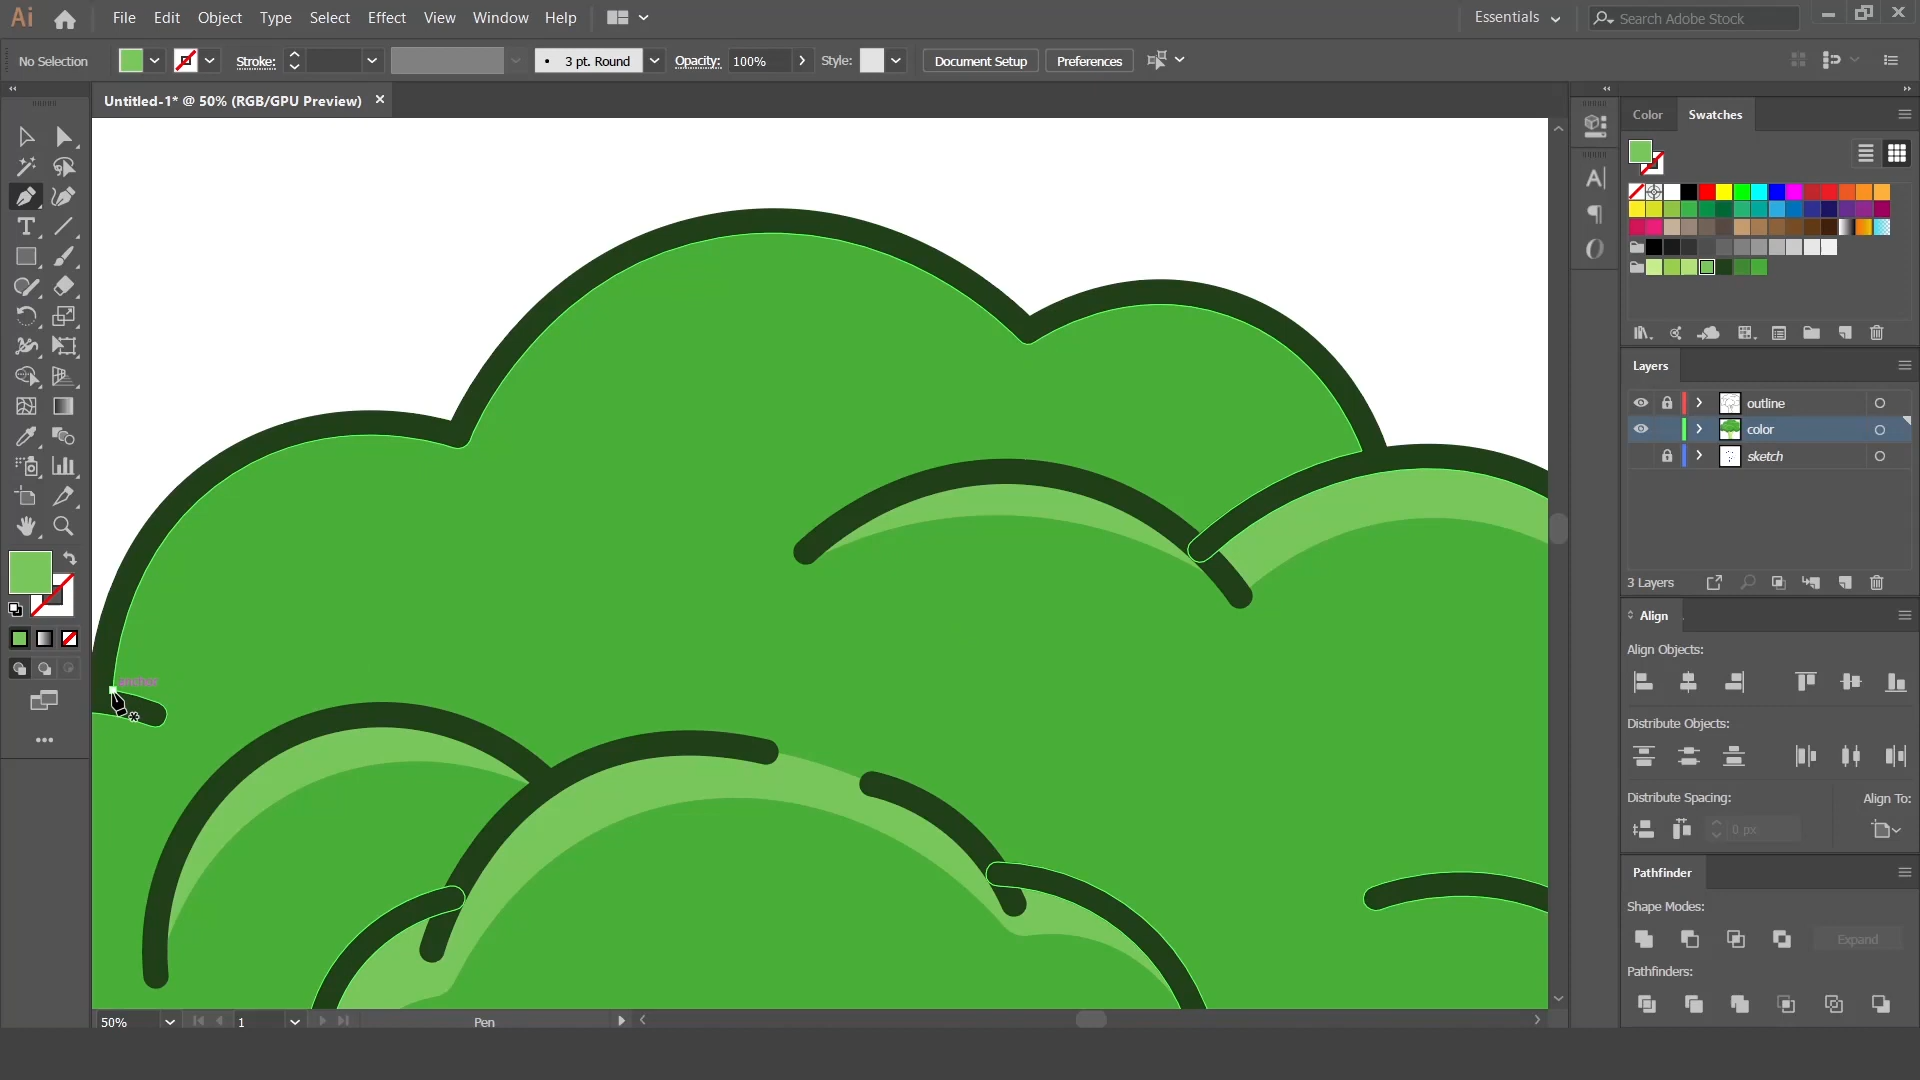 Ai File Edit Object Type Select Effect View Window Help Essentials Search Adobe Stock
No Selection Stroke: 3 pt. Round Opacity: 100% Style: Document Setup Preferences
Untitled-1* @ 50% (RGB/GPU Preview)
Color Swatches
Layers
outline
color
sketch
3 Layers
Align
Align Objects:
anchor
Distribute Objects:
Distribute Spacing: Align To:
0 px
Pathfinder
Shape Modes:
Expand
Pathfinders:
50% 1 Pen